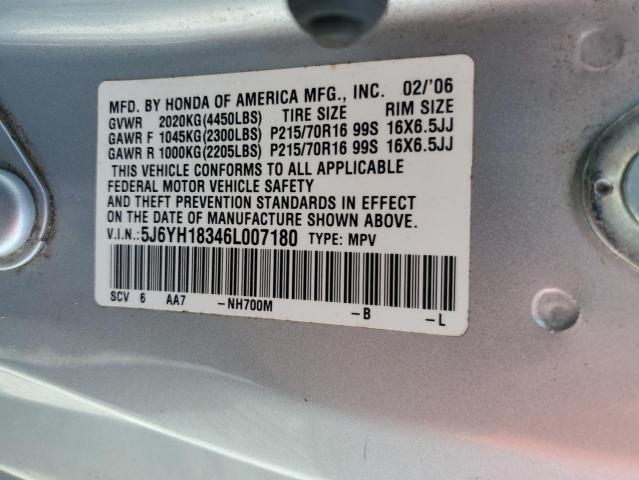 MFD. BY HONDA OF AMERICA MFG., INC. 02/'06
GVWR 2020KG(4450LBS) TIRE SIZE RIM SIZE
GAWR F 1045KG(2300LBS) P215/70R16 99S 16X6.5JJ
GAWR R 1000KG(2205LBS) P215/70R16 99S 16X6.5JJ
THIS VEHICLE CONFORMS TO ALL APPLICABLE
FEDERAL MOTOR VEHICLE SAFETY
AND THEFT PREVENTION STANDARDS IN EFFECT
ON THE DATE OF MANUFACTURE SHOWN ABOVE.
V.I.N.:5J6YH18346L007180 TYPE: MPV
SCV 6 AA7 -NH700M -B -L